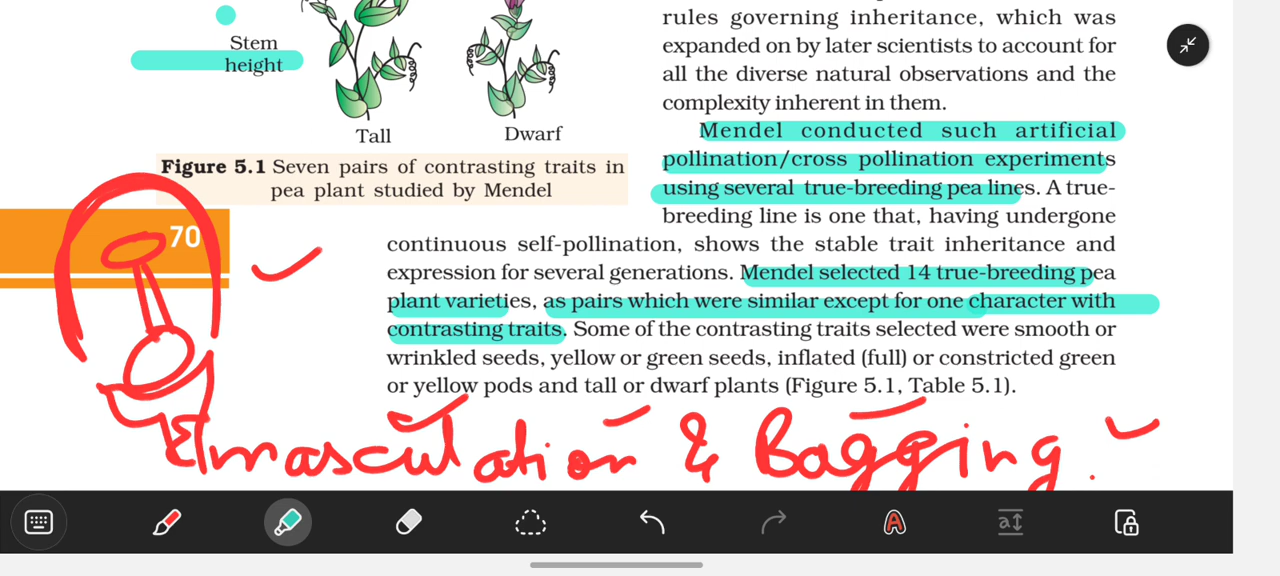 rules governing inheritance, which was
expanded on by later scientists to account for
all the diverse natural observations and the
complexity inherent in them.
Stem
height
Tall
Dwarf
Figure 5.1 Seven pairs of contrasting traits in
pea plant studied by Mendel
Mendel conducted such artificial
pollination/cross pollination experiments
using several true-breeding pea lines. A true-
breeding line is one that, having undergone
70
continuous self-pollination, shows the stable trait inheritance and
expression for several generations. Mendel selected 14 true-breeding pea
plant varieties, as pairs which were similar except for one character with
contrasting traits. Some of the contrasting traits selected were smooth or
wrinkled seeds, yellow or green seeds, inflated (full) or constricted green
or yellow pods and tall or dwarf plants (Figure 5.1, Table 5.1).
Emasculation & Bagging.
A
a